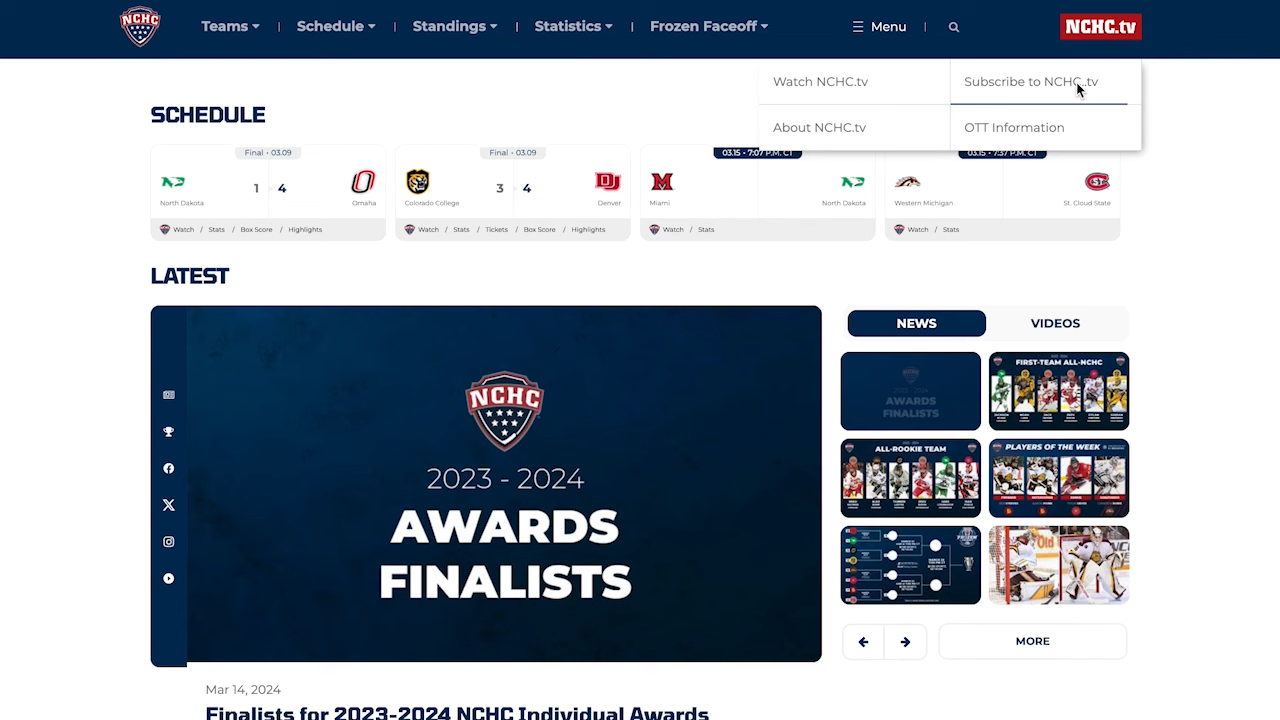 NCHC
Teams
Schedule
Standings
Statistics
Frozen Faceoff
Menu
NCHC.tv
Watch NCHC.tv
Subscribe to NCHC.tv
About NCHC.tv
OTT Information
SCHEDULE
Final • 03.09
North Dakota
1 4
Omaha
Watch / Stats / Box Score / Highlights
Final • 03.09
Colorado College
3 4
Denver
Watch / Stats / Tickets / Box Score / Highlights
03.15 - 7:07 P.M. CT
Miami
North Dakota
Watch / Stats
03.15 - 7:37 P.M. CT
Western Michigan
St. Cloud State
Watch / Stats
LATEST
NCHC
2023 - 2024
AWARDS
FINALISTS
NEWS
VIDEOS
2023 - 2024
AWARDS
FINALISTS
FIRST-TEAM ALL-NCHC
ALL-ROOKIE TEAM
PLAYERS OF THE WEEK
MORE
Mar 14, 2024
Finalists for 2023-2024 NCHC Individual Awards